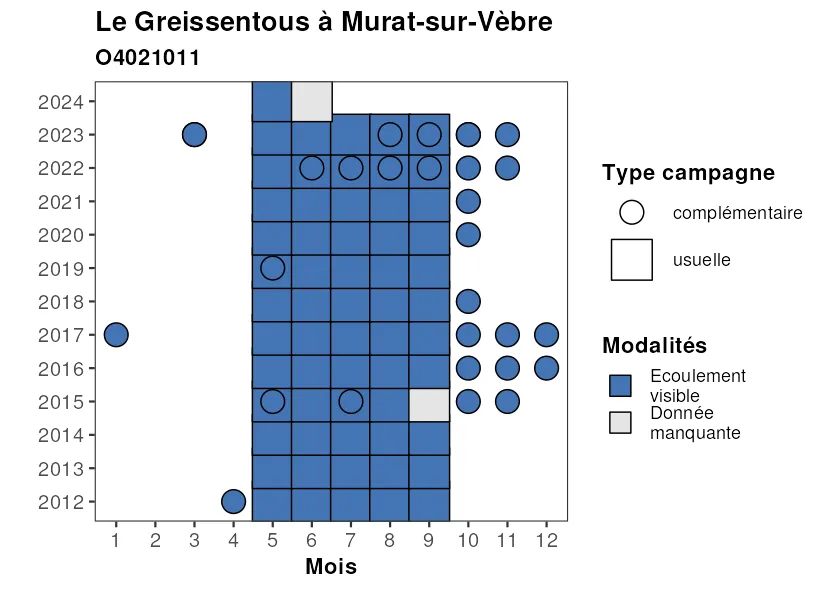 Le Greissentous à Murat-sur-Vèbre
O4021011
2024
2023
2022
2021
2020
2019
2018
2017
2016
2015
2014
2013
2012
1 2 3 4 5 6 7 8 9 10 11 12
Mois
Type campagne
complémentaire
usuelle
Modalités
Ecoulement
visible
Donnée
manquante